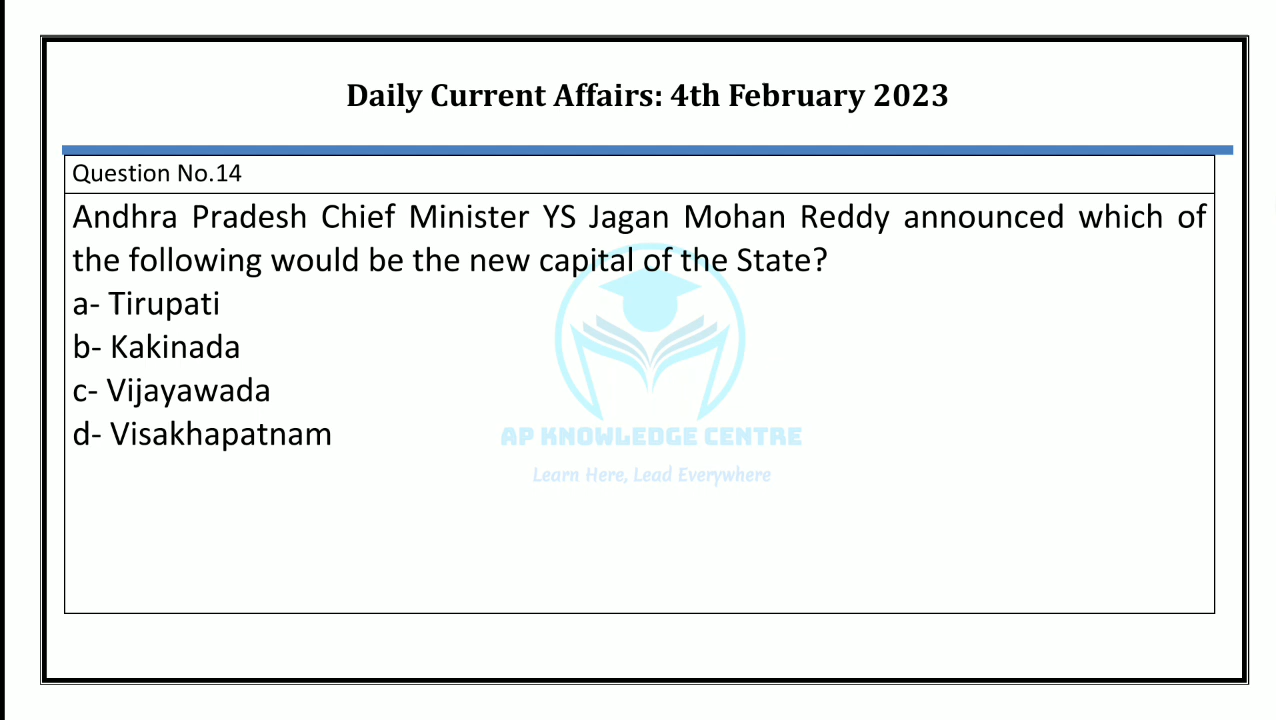 Daily Current Affairs: 4th February 2023
Question No.14
Andhra Pradesh Chief Minister YS Jagan Mohan Reddy announced which of
the following would be the new capital of the State?
a- Tirupati
b- Kakinada
c- Vijayawada
d- Visakhapatnam
AP KNOWLEDGE CENTRE
Learn Here, Lead Everywhere